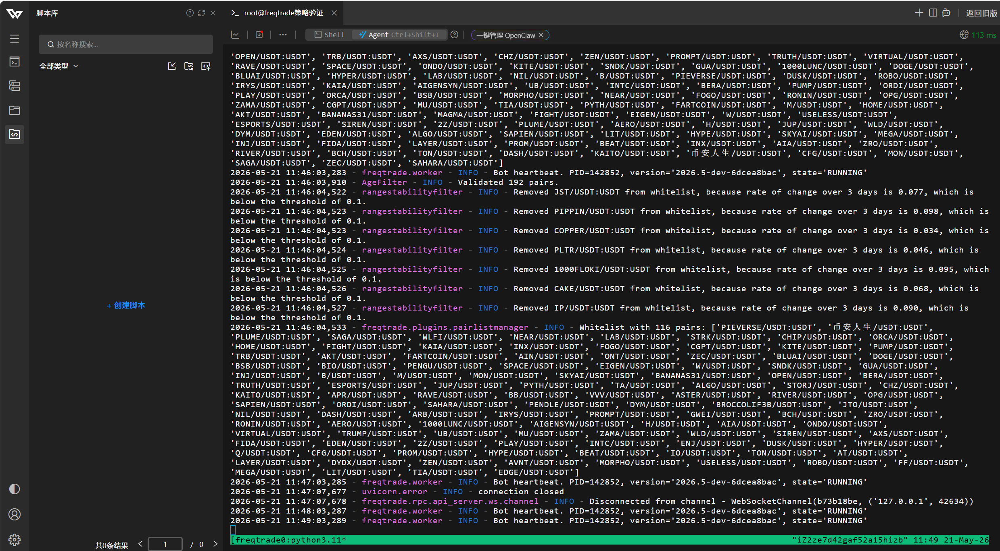 脚本库
root@freqtrade策略验证
返回旧版
按名称搜索...
Shell
Agent Ctrl+Shift+I
一键管理 OpenClaw
113 ms
全部类型
+ 创建脚本
共0条结果
1
/ 0
'OPEN/USDT:USDT', 'TRB/USDT:USDT', 'AXS/USDT:USDT', 'CHZ/USDT:USDT', 'ZEN/USDT:USDT', 'PROMPT/USDT:USDT', 'TRUTH/USDT:USDT', 'VIRTUAL/USDT:USDT',
'RAVE/USDT:USDT', 'SPACE/USDT:USDT', 'ONDO/USDT:USDT', 'KITE/USDT:USDT', 'SNDK/USDT:USDT', 'GUA/USDT:USDT', '1000LUNC/USDT:USDT', 'DOGE/USDT:USDT',
'BLUAI/USDT:USDT', 'HYPER/USDT:USDT', 'LAB/USDT:USDT', 'NIL/USDT:USDT', 'B/USDT:USDT', 'PIEVERSE/USDT:USDT', 'DUSK/USDT:USDT', 'ROBO/USDT:USDT',
'IRYS/USDT:USDT', 'KAIA/USDT:USDT', 'AIGENSYN/USDT:USDT', 'UB/USDT:USDT', 'INTC/USDT:USDT', 'BERA/USDT:USDT', 'PUMP/USDT:USDT', 'ORDI/USDT:USDT',
'PLAY/USDT:USDT', 'ORCA/USDT:USDT', 'BSB/USDT:USDT', 'MORPHO/USDT:USDT', 'NEAR/USDT:USDT', 'FOGO/USDT:USDT', 'RONIN/USDT:USDT', 'OPG/USDT:USDT',
'ZAMA/USDT:USDT', 'CGPT/USDT:USDT', 'MU/USDT:USDT', 'TIA/USDT:USDT', 'PYTH/USDT:USDT', 'FARTCOIN/USDT:USDT', 'M/USDT:USDT', 'HOME/USDT:USDT',
'AKT/USDT:USDT', 'BANANAS31/USDT:USDT', 'MAGMA/USDT:USDT', 'FIGHT/USDT:USDT', 'EIGEN/USDT:USDT', 'W/USDT:USDT', 'USELESS/USDT:USDT',
'ESPORTS/USDT:USDT', 'SIREN/USDT:USDT', '2Z/USDT:USDT', 'PLUME/USDT:USDT', 'AERO/USDT:USDT', 'H/USDT:USDT', 'JUP/USDT:USDT', 'WLD/USDT:USDT',
'DYM/USDT:USDT', 'EDEN/USDT:USDT', 'ALGO/USDT:USDT', 'SAPIEN/USDT:USDT', 'LIT/USDT:USDT', 'HYPE/USDT:USDT', 'SKYAI/USDT:USDT', 'MEGA/USDT:USDT',
'INJ/USDT:USDT', 'FIDA/USDT:USDT', 'LAYER/USDT:USDT', 'PROM/USDT:USDT', 'BEAT/USDT:USDT', 'INX/USDT:USDT', 'AIA/USDT:USDT', 'ZRO/USDT:USDT',
'RIVER/USDT:USDT', 'BCH/USDT:USDT', 'TON/USDT:USDT', 'DASH/USDT:USDT', 'KAITO/USDT:USDT', '币安人生/USDT:USDT', 'CFG/USDT:USDT', 'MON/USDT:USDT',
'SAGA/USDT:USDT', 'ZEC/USDT:USDT', 'SAHARA/USDT:USDT']
2026-05-21 11:46:03,283 - freqtrade.worker - INFO - Bot heartbeat. PID=142852, version='2026.5-dev-6dcea8bac', state='RUNNING'
2026-05-21 11:46:03,910 - AgeFilter - INFO - Validated 192 pairs.
2026-05-21 11:46:04,522 - rangestabilityfilter - INFO - Removed JST/USDT:USDT from whitelist, because rate of change over 3 days is 0.077, which is
below the threshold of 0.1.
2026-05-21 11:46:04,523 - rangestabilityfilter - INFO - Removed PIPPIN/USDT:USDT from whitelist, because rate of change over 3 days is 0.098, which is
below the threshold of 0.1.
2026-05-21 11:46:04,523 - rangestabilityfilter - INFO - Removed COPPER/USDT:USDT from whitelist, because rate of change over 3 days is 0.034, which is
below the threshold of 0.1.
2026-05-21 11:46:04,524 - rangestabilityfilter - INFO - Removed PLTR/USDT:USDT from whitelist, because rate of change over 3 days is 0.046, which is
below the threshold of 0.1.
2026-05-21 11:46:04,525 - rangestabilityfilter - INFO - Removed 1000FLOKI/USDT:USDT from whitelist, because rate of change over 3 days is 0.095, which
is below the threshold of 0.1.
2026-05-21 11:46:04,526 - rangestabilityfilter - INFO - Removed CAKE/USDT:USDT from whitelist, because rate of change over 3 days is 0.068, which is
below the threshold of 0.1.
2026-05-21 11:46:04,527 - rangestabilityfilter - INFO - Removed IP/USDT:USDT from whitelist, because rate of change over 3 days is 0.090, which is
below the threshold of 0.1.
2026-05-21 11:46:04,533 - freqtrade.plugins.pairlistmanager - INFO - Whitelist with 116 pairs: ['PIEVERSE/USDT:USDT', '币安人生/USDT:USDT',
'PLUME/USDT:USDT', 'SAGA/USDT:USDT', 'WLFI/USDT:USDT', 'NEAR/USDT:USDT', 'LAB/USDT:USDT', 'STRK/USDT:USDT', 'CHIP/USDT:USDT', 'ORCA/USDT:USDT',
'HOME/USDT:USDT', 'FIGHT/USDT:USDT', 'KAIA/USDT:USDT', 'INX/USDT:USDT', 'FOGO/USDT:USDT', 'CGPT/USDT:USDT', 'KITE/USDT:USDT', 'PUMP/USDT:USDT',
'TRB/USDT:USDT', 'AKT/USDT:USDT', 'FARTCOIN/USDT:USDT', 'AIN/USDT:USDT', 'ONT/USDT:USDT', 'ZEC/USDT:USDT', 'BLUAI/USDT:USDT', 'DOGE/USDT:USDT',
'BSB/USDT:USDT', 'BIO/USDT:USDT', 'PENGU/USDT:USDT', 'SPACE/USDT:USDT', 'EIGEN/USDT:USDT', 'W/USDT:USDT', 'SNDK/USDT:USDT', 'GUA/USDT:USDT',
'INJ/USDT:USDT', 'B/USDT:USDT', 'M/USDT:USDT', 'MON/USDT:USDT', 'SKYAI/USDT:USDT', 'BANANAS31/USDT:USDT', 'OPEN/USDT:USDT', 'BERA/USDT:USDT',
'TRUTH/USDT:USDT', 'ESPORTS/USDT:USDT', 'JUP/USDT:USDT', 'PYTH/USDT:USDT', 'TA/USDT:USDT', 'ALGO/USDT:USDT', 'STORJ/USDT:USDT', 'CHZ/USDT:USDT',
'KAITO/USDT:USDT', 'APR/USDT:USDT', 'RAVE/USDT:USDT', 'BB/USDT:USDT', 'VVV/USDT:USDT', 'ASTER/USDT:USDT', 'RIVER/USDT:USDT', 'OPG/USDT:USDT',
'SAPIEN/USDT:USDT', 'ORDI/USDT:USDT', 'SAHARA/USDT:USDT', 'PENDLE/USDT:USDT', 'DYM/USDT:USDT', 'BROCCOLIF3B/USDT:USDT', 'JTO/USDT:USDT',
'NIL/USDT:USDT', 'DASH/USDT:USDT', 'ARB/USDT:USDT', 'IRYS/USDT:USDT', 'PROMPT/USDT:USDT', 'GWEI/USDT:USDT', 'BCH/USDT:USDT', 'ZRO/USDT:USDT',
'RONIN/USDT:USDT', 'AERO/USDT:USDT', '1000LUNC/USDT:USDT', 'AIGENSYN/USDT:USDT', 'H/USDT:USDT', 'AIA/USDT:USDT', 'ONDO/USDT:USDT',
'VIRTUAL/USDT:USDT', 'TRUMP/USDT:USDT', 'UB/USDT:USDT', 'MU/USDT:USDT', 'ZAMA/USDT:USDT', 'WLD/USDT:USDT', 'SIREN/USDT:USDT', 'AXS/USDT:USDT',
'FIDA/USDT:USDT', 'EDEN/USDT:USDT', '2Z/USDT:USDT', 'PLAY/USDT:USDT', 'INTC/USDT:USDT', 'ENJ/USDT:USDT', 'DUSK/USDT:USDT', 'HYPER/USDT:USDT',
'Q/USDT:USDT', 'CFG/USDT:USDT', 'PROM/USDT:USDT', 'HYPE/USDT:USDT', 'BEAT/USDT:USDT', 'IO/USDT:USDT', 'TON/USDT:USDT', 'AT/USDT:USDT',
'LAYER/USDT:USDT', 'DYDX/USDT:USDT', 'ZEN/USDT:USDT', 'AVNT/USDT:USDT', 'MORPHO/USDT:USDT', 'USELESS/USDT:USDT', 'ROBO/USDT:USDT', 'FF/USDT:USDT',
'MEGA/USDT:USDT', 'LIT/USDT:USDT', 'TIA/USDT:USDT', 'EDGE/USDT:USDT']
2026-05-21 11:47:03,285 - freqtrade.worker - INFO - Bot heartbeat. PID=142852, version='2026.5-dev-6dcea8bac', state='RUNNING'
2026-05-21 11:47:07,677 - uvicorn.error - INFO - connection closed
2026-05-21 11:47:07,678 - freqtrade.rpc.api_server.ws.channel - INFO - Disconnected from channel - WebSocketChannel(b73b18be, ('127.0.0.1', 42634))
2026-05-21 11:48:03,287 - freqtrade.worker - INFO - Bot heartbeat. PID=142852, version='2026.5-dev-6dcea8bac', state='RUNNING'
2026-05-21 11:49:03,289 - freqtrade.worker - INFO - Bot heartbeat. PID=142852, version='2026.5-dev-6dcea8bac', state='RUNNING'
[freqtrade0:python3.11* "iZ2ze7d42gaf52a15hizb" 11:49 21-May-26